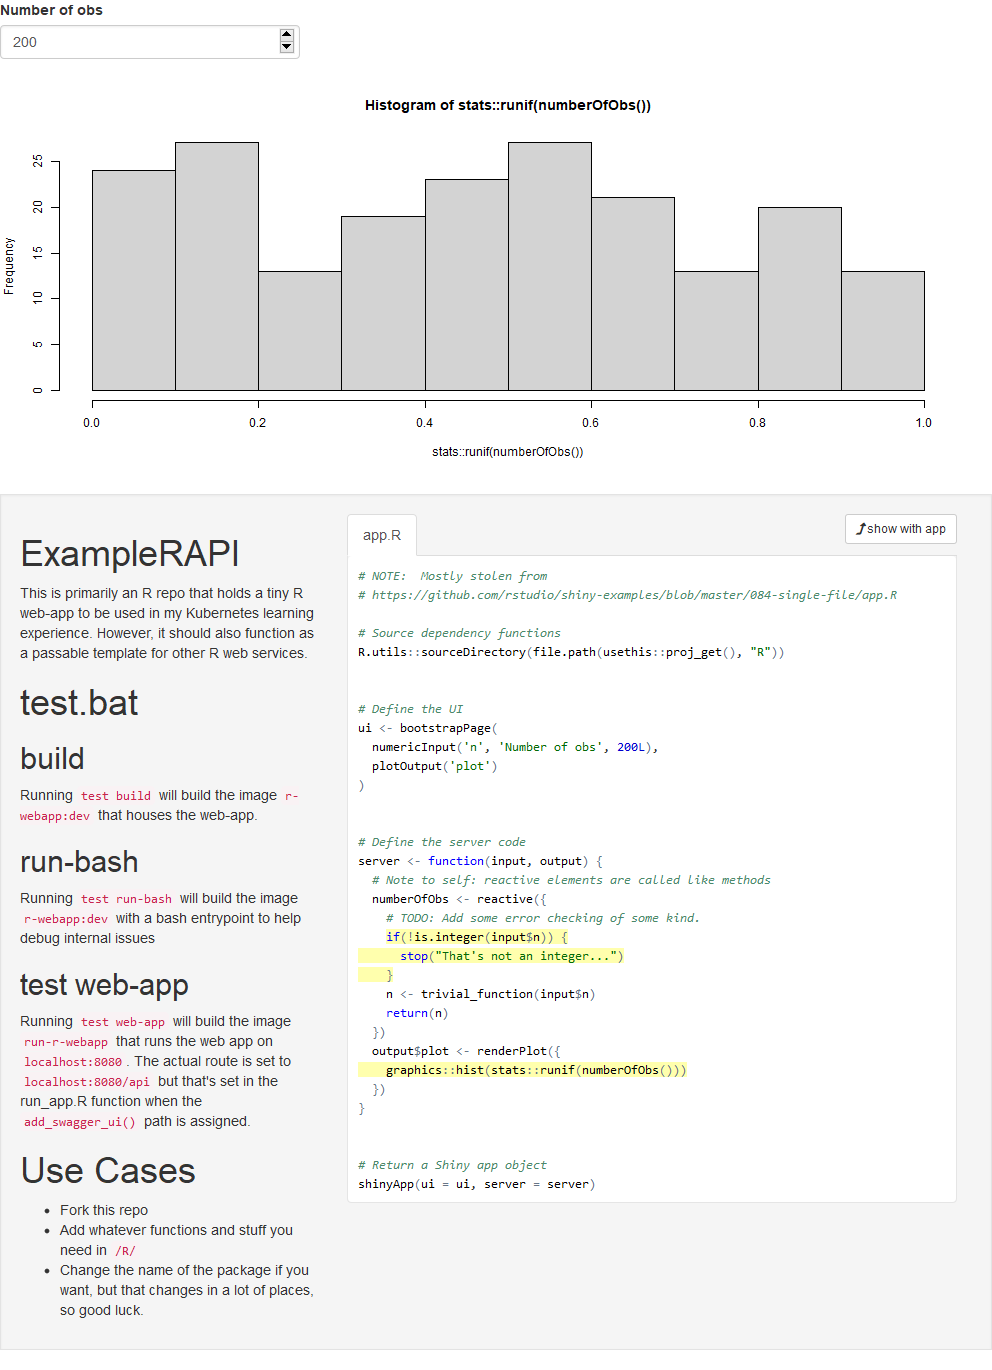 Number of obs
200
Histogram of stats::runif(numberOfObs())
Frequency
25
20
15
10
5
0
0.0 0.2 0.4 0.6 0.8 1.0
stats::runif(numberOfObs())
ExampleRAPI
This is primarily an R repo that holds a tiny R
web-app to be used in my Kubernetes learning
experience. However, it should also function as
a passable template for other R web services.
test.bat
build
Running test build will build the image r-
webapp:dev that houses the web-app.
run-bash
Running test run-bash will build the image
r-webapp:dev with a bash entrypoint to help
debug internal issues
test web-app
Running test web-app will build the image
run-r-webapp that runs the web app on
localhost:8080 . The actual route is set to
localhost:8080/api but that's set in the
run_app.R function when the
add_swagger_ui() path is assigned.
Use Cases
• Fork this repo
• Add whatever functions and stuff you
need in /R/
• Change the name of the package if you
want, but that changes in a lot of places,
so good luck.
app.R
show with app
# NOTE:  Mostly stolen from
# https://github.com/rstudio/shiny-examples/blob/master/084-single-file/app.R
# Source dependency functions
R.utils::sourceDirectory(file.path(usethis::proj_get(), "R"))
# Define the UI
ui <- bootstrapPage(
  numericInput('n', 'Number of obs', 200L),
  plotOutput('plot')
)
# Define the server code
server <- function(input, output) {
  # Note to self: reactive elements are called like methods
  numberOfObs <- reactive({
    # TODO: Add some error checking of some kind.
    if(!is.integer(input$n)) {
      stop("That's not an integer...")
    }
    n <- trivial_function(input$n)
    return(n)
  })
  output$plot <- renderPlot({
    graphics::hist(stats::runif(numberOfObs()))
  })
}
# Return a Shiny app object
shinyApp(ui = ui, server = server)